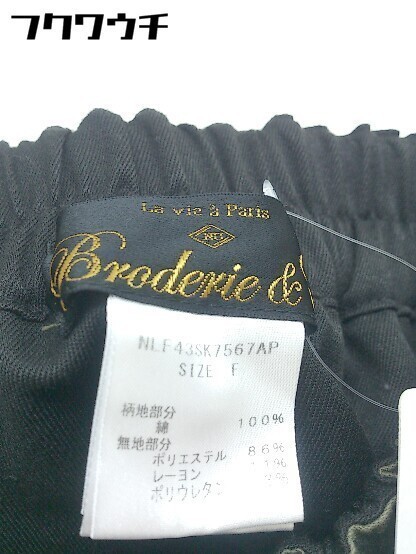 フクワウチ
La vie à Paris
NB
Broderie &
NLF43SK7567AP
SIZE F
柄地部分
綿 100%
無地部分
ポリエステル 86%
レーヨン 11%
ポリウレタン